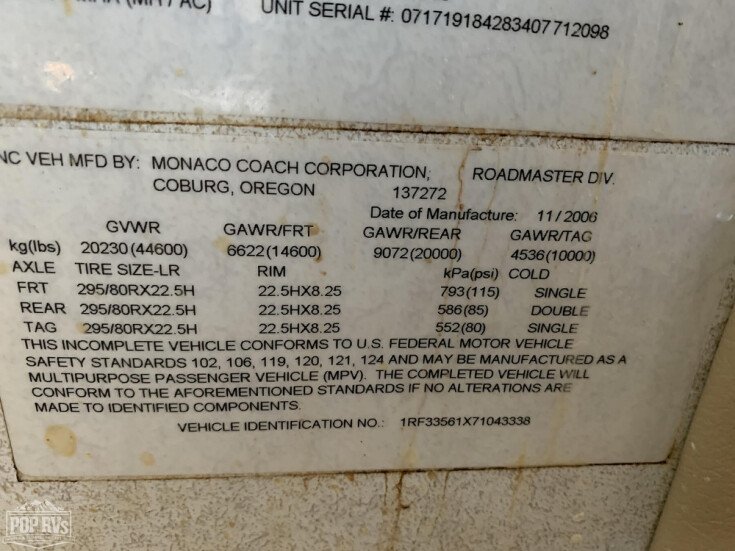 (MH / AC) UNIT SERIAL #: 071719184283407712098
NC VEH MFD BY: MONACO COACH CORPORATION; ROADMASTER DIV.
COBURG, OREGON 137272
Date of Manufacture: 11/2006
GVWR GAWR/FRT GAWR/REAR GAWR/TAG
kg(lbs) 20230(44600) 6622(14600) 9072(20000) 4536(10000)
AXLE TIRE SIZE-LR RIM kPa(psi) COLD
FRT 295/80RX22.5H 22.5HX8.25 793(115) SINGLE
REAR 295/80RX22.5H 22.5HX8.25 586(85) DOUBLE
TAG 295/80RX22.5H 22.5HX8.25 552(80) SINGLE
THIS INCOMPLETE VEHICLE CONFORMS TO U.S. FEDERAL MOTOR VEHICLE
SAFETY STANDARDS 102, 106, 119, 120, 121, 124 AND MAY BE MANUFACTURED AS A
MULTIPURPOSE PASSENGER VEHICLE (MPV). THE COMPLETED VEHICLE WILL
CONFORM TO THE AFOREMENTIONED STANDARDS IF NO ALTERATIONS ARE
MADE TO IDENTIFIED COMPONENTS.
VEHICLE IDENTIFICATION NO.: 1RF33561X71043338
POP RVs